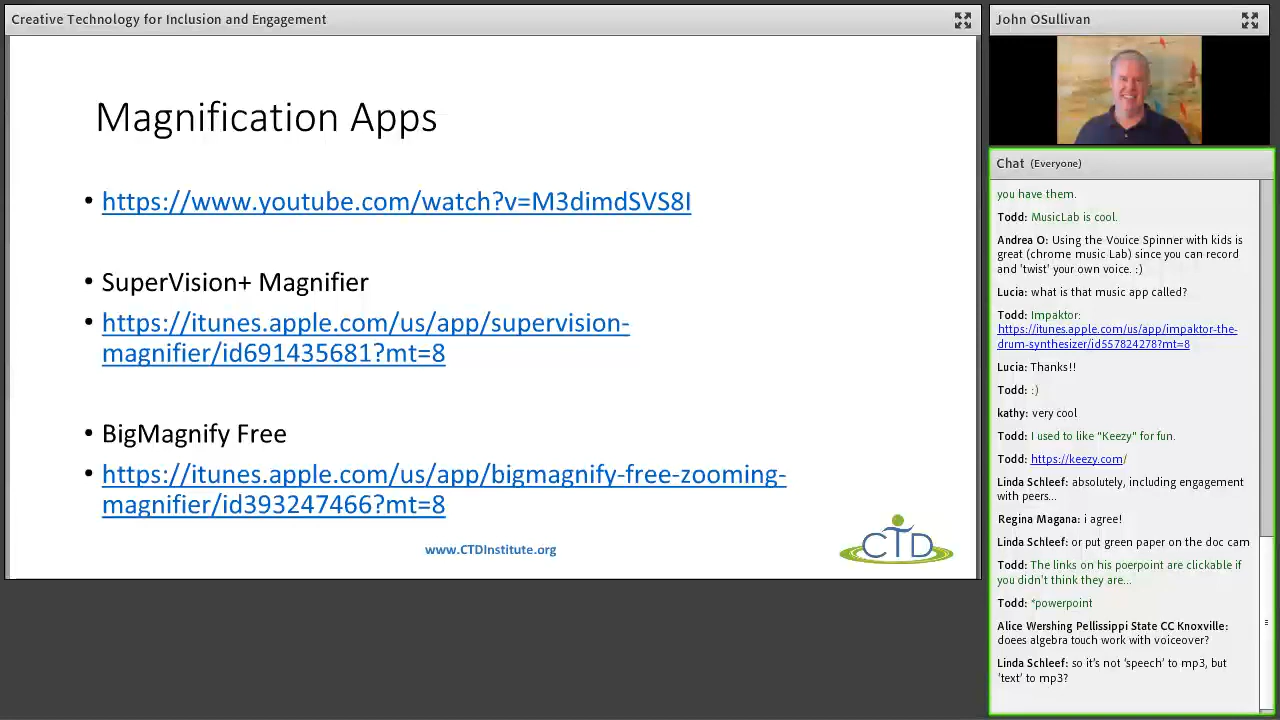 Creative Technology for Inclusion and Engagement
Magnification Apps
• https://www.youtube.com/watch?v=M3dimdSVS8I
• SuperVision+ Magnifier
• https://itunes.apple.com/us/app/supervision-
magnifier/id691435681?mt=8
• BigMagnify Free
• https://itunes.apple.com/us/app/bigmagnify-free-zooming-
magnifier/id393247466?mt=8
www.CTDInstitute.org
CTD
John OSullivan
Chat (Everyone)
you have them.
Todd: MusicLab is cool.
Andrea O: Using the Vouice Spinner with kids is
great (chrome music Lab) since you can record
and 'twist' your own voice. :)
Lucia: what is that music app called?
Todd: Impaktor:
https://itunes.apple.com/us/app/impaktor-the-
drum-synthesizer/id557824278?mt=8
Lucia: Thanks!!
Todd: :)
kathy: very cool
Todd: I used to like "Keezy" for fun.
Todd: https://keezy.com/
Linda Schleef: absolutely, including engagement
with peers...
Regina Magana: i agree!
Linda Schleef: or put green paper on the doc cam
Todd: The links on his poerpoint are clickable if
you didn't think they are...
Todd: *powerpoint
Alice Wershing Pellissippi State CC Knoxville:
doees algebra touch work with voiceover?
Linda Schleef: so it's not 'speech' to mp3, but
'text' to mp3?